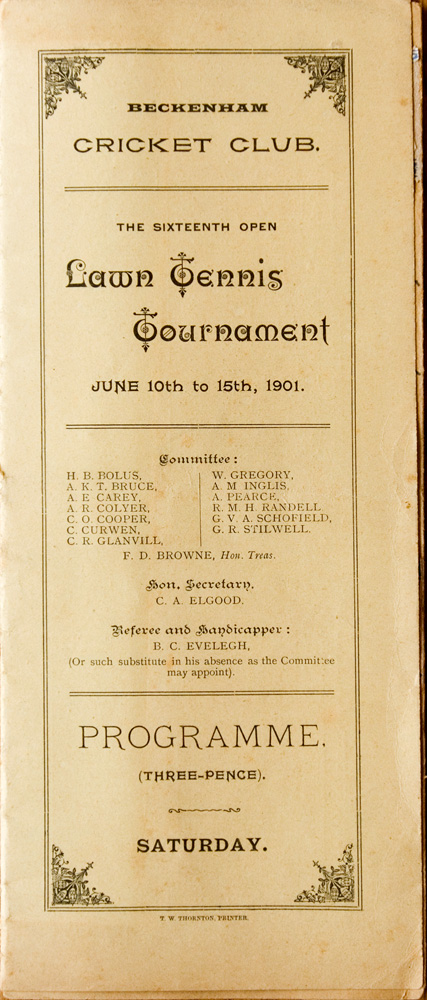 BECKENHAM
CRICKET CLUB.
THE SIXTEENTH OPEN
Lawn Tennis
Tournament
JUNE 10th to 15th, 1901.
Committee:
H. B. BOLUS,
A. K. T. BRUCE,
A. E. CAREY,
A. R. COLYER,
C. O. COOPER,
C. CURWEN,
C. R. GLANVILL,
W. GREGORY,
A. M. INGLIS.
A. PEARCE,
R. M. H. RANDELL
G. V. A. SCHOFIELD,
G. R. STILWELL.
F. D. BROWNE, Hon. Treas.
Hon. Secretary.
C. A. ELGOOD.
Referee and Handicapper:
B. C. EVELEGH,
(Or such substitute in his absence as the Committee
may appoint).
PROGRAMME.
(THREE-PENCE).
SATURDAY.
T. W. THORNTON, PRINTER.